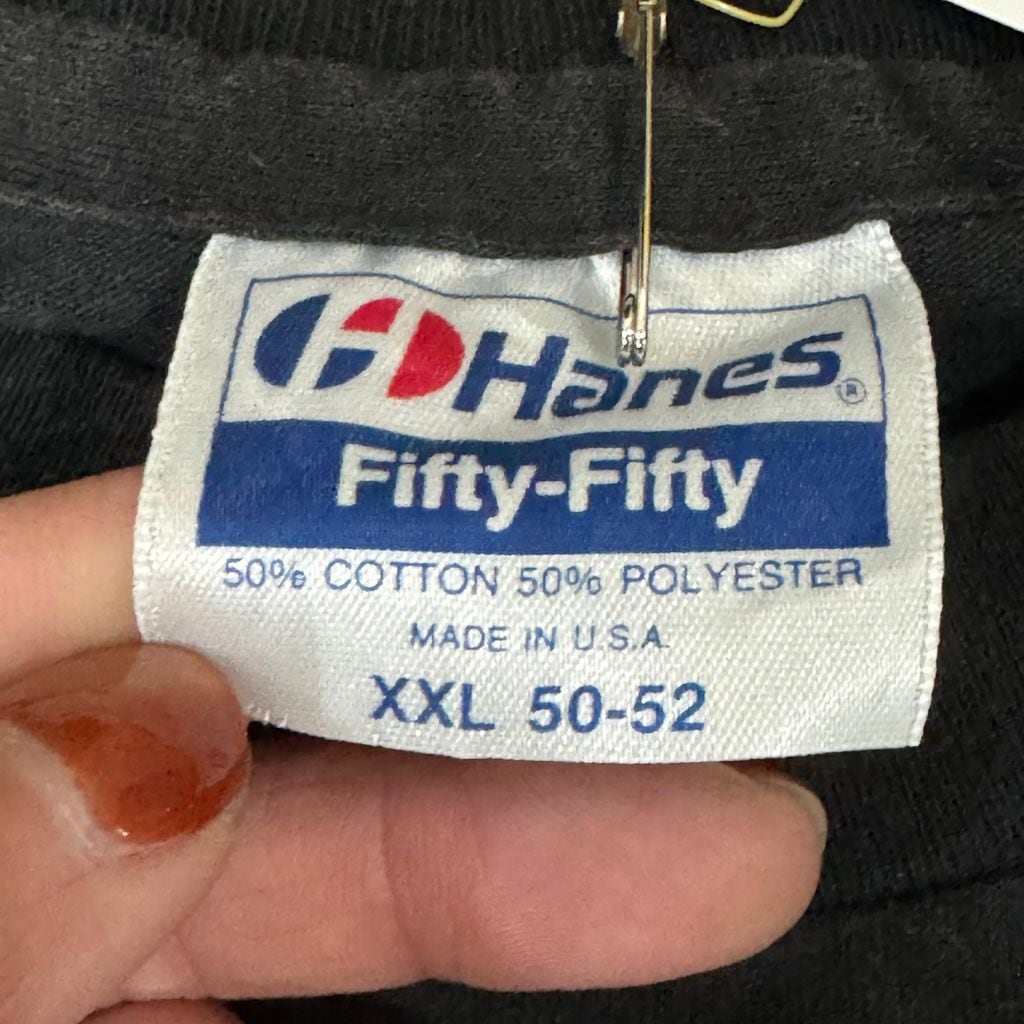 Hanes®
Fifty-Fifty
50% COTTON 50% POLYESTER
MADE IN U.S.A.
XXL 50-52